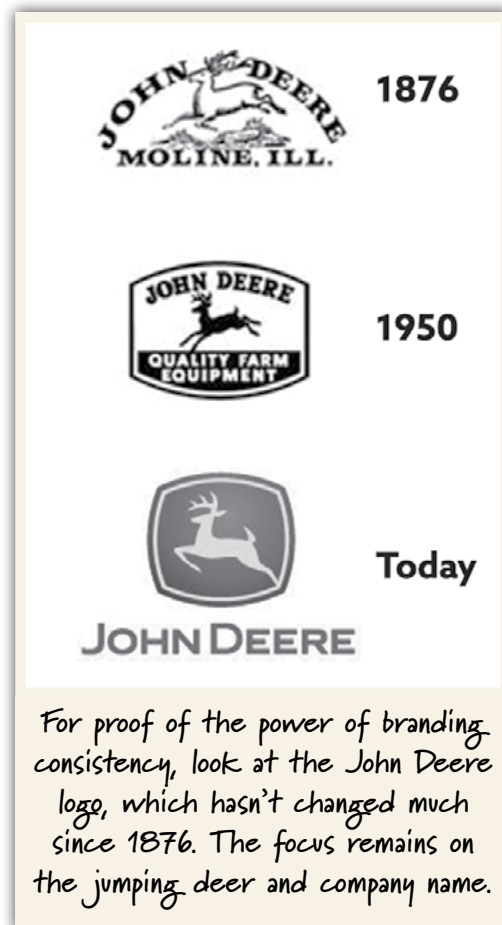 JOHN DEERE
MOLINE, ILL.
1876
JOHN DEERE
QUALITY FARM
EQUIPMENT
1950
JOHN DEERE
Today
For proof of the power of branding
consistency, look at the John Deere
logo, which hasn't changed much
since 1876. The focus remains on
the jumping deer and company name.